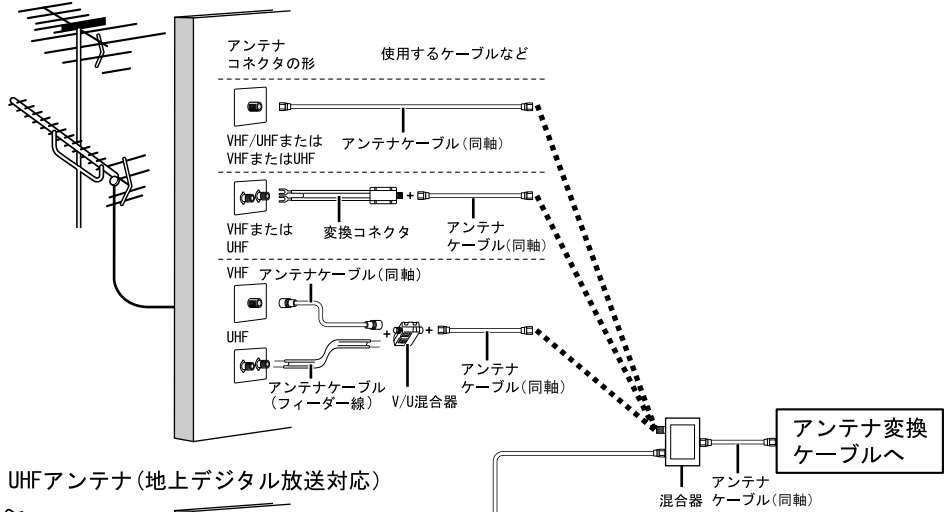 アンテナ
コネクタの形
使用するケーブルなど
VHF/UHFまたは
VHFまたはUHF
アンテナケーブル(同軸)
VHFまたは
UHF
変換コネクタ
+
アンテナ
ケーブル(同軸)
VHF
アンテナケーブル(同軸)
UHF
+
+
アンテナケーブル
(フィーダー線)
V/U混合器
アンテナ
ケーブル(同軸)
アンテナ変換
ケーブルへ
混合器
アンテナ
ケーブル(同軸)
UHFアンテナ(地上デジタル放送対応)